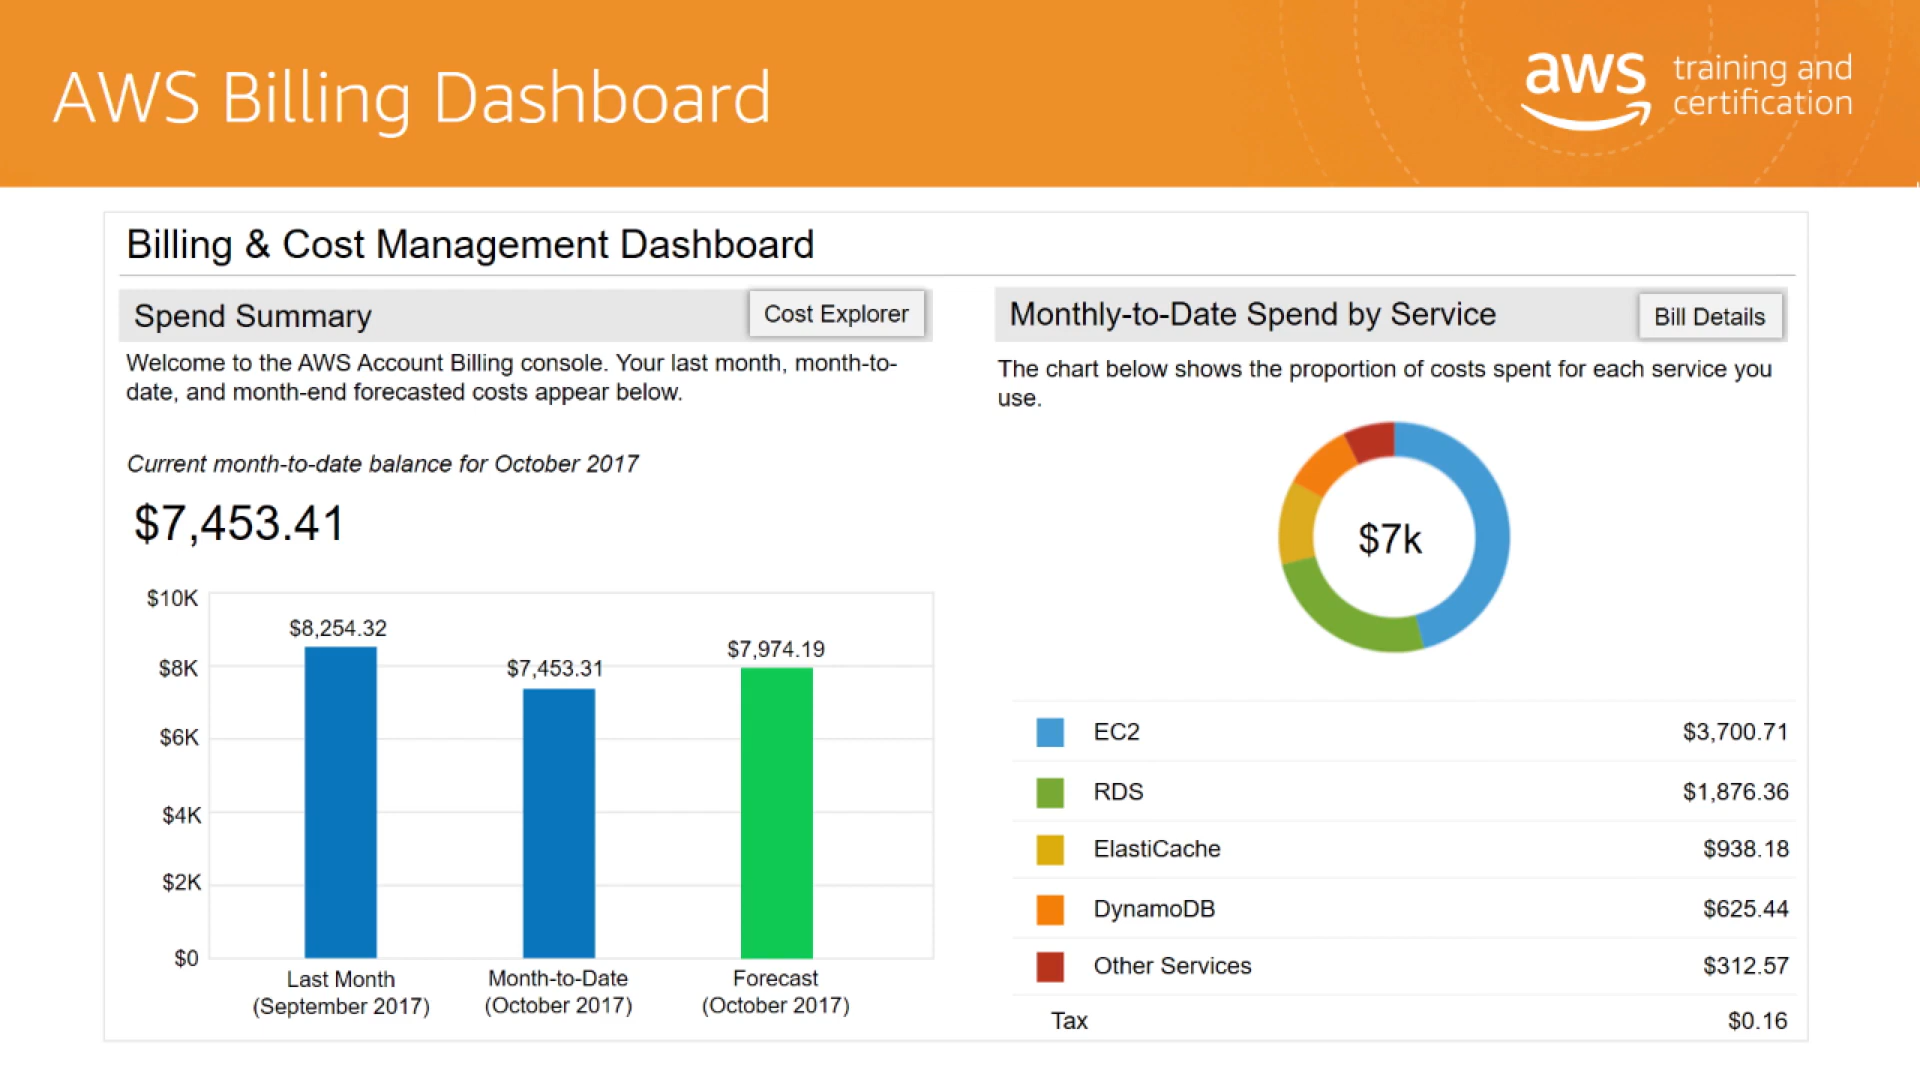 AWS Billing Dashboard
aws training and
certification
Billing & Cost Management Dashboard
Spend Summary
Cost Explorer
Welcome to the AWS Account Billing console. Your last month, month-to-
date, and month-end forecasted costs appear below.
Current month-to-date balance for October 2017
$7,453.41
$10K
$8K
$6K
$4K
$2K
$0
$8,254.32
$7,453.31
$7,974.19
Last Month
(September 2017)
Month-to-Date
(October 2017)
Forecast
(October 2017)
Monthly-to-Date Spend by Service
Bill Details
The chart below shows the proportion of costs spent for each service you
use.
$7k
EC2 $3,700.71
RDS $1,876.36
ElastiCache $938.18
DynamoDB $625.44
Other Services $312.57
Tax $0.16